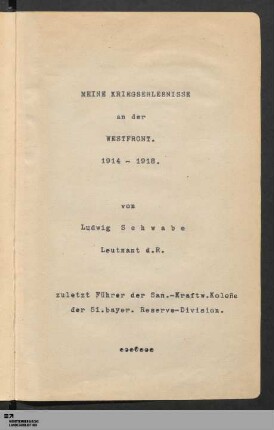 MEINE KRIEGSERLEBNISSE
an der
WESTFRONT.
1914 - 1918.
von
Ludwig Schwabe
Leutnant d.R.
zuletzt Führer der San.-Kraftw.Kolone
der 51.bayer. Reserve-Division.